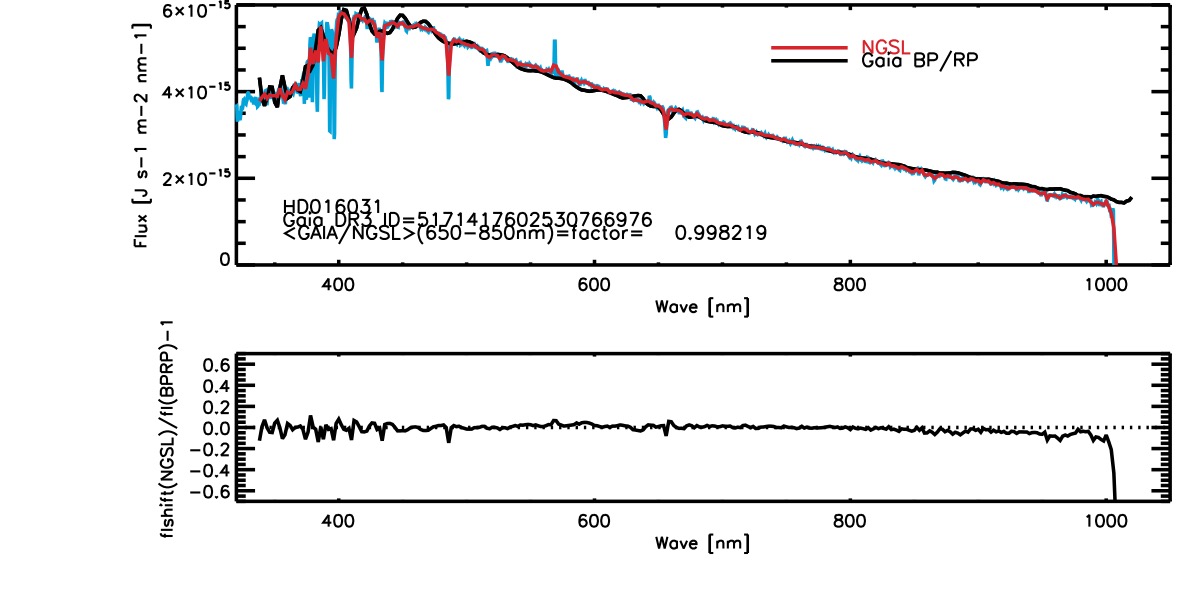 6×10−15
4×10−15
2×10−15
0
Flux [J s−1 m−2 nm−1]
NGSL
Gaia BP/RP
HD016031
Gaia DR3 ID=5171417602530766976
<GAIA/NGSL>(650−850nm)=factor= 0.998219
400 600 800 1000
Wave [nm]
0.6
0.4
0.2
0.0
−0.2
−0.4
−0.6
flshift(NGSL)/fl(BPRP)−1
400 600 800 1000
Wave [nm]